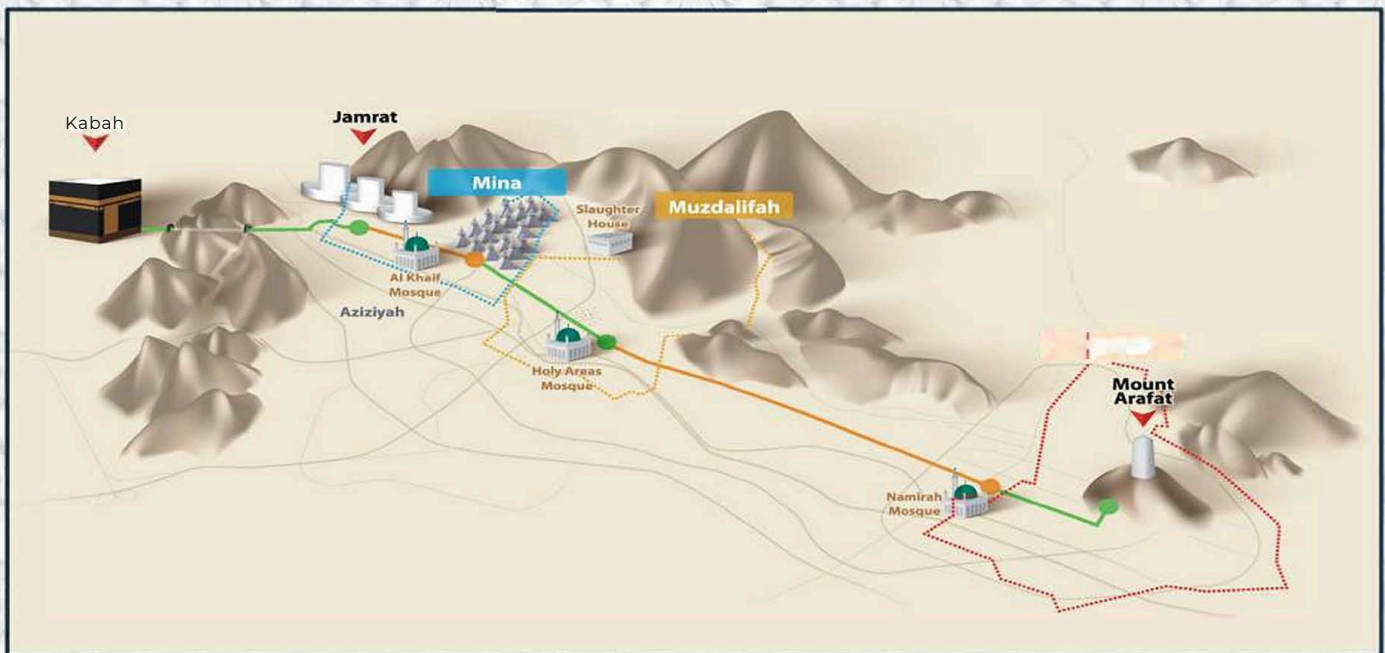 Kabah
Jamrat
Mina
Muzdalifah
Slaughter
House
Al Khaif
Mosque
Aziziyah
Holy Areas
Mosque
Mount
Arafat
Namirah
Mosque